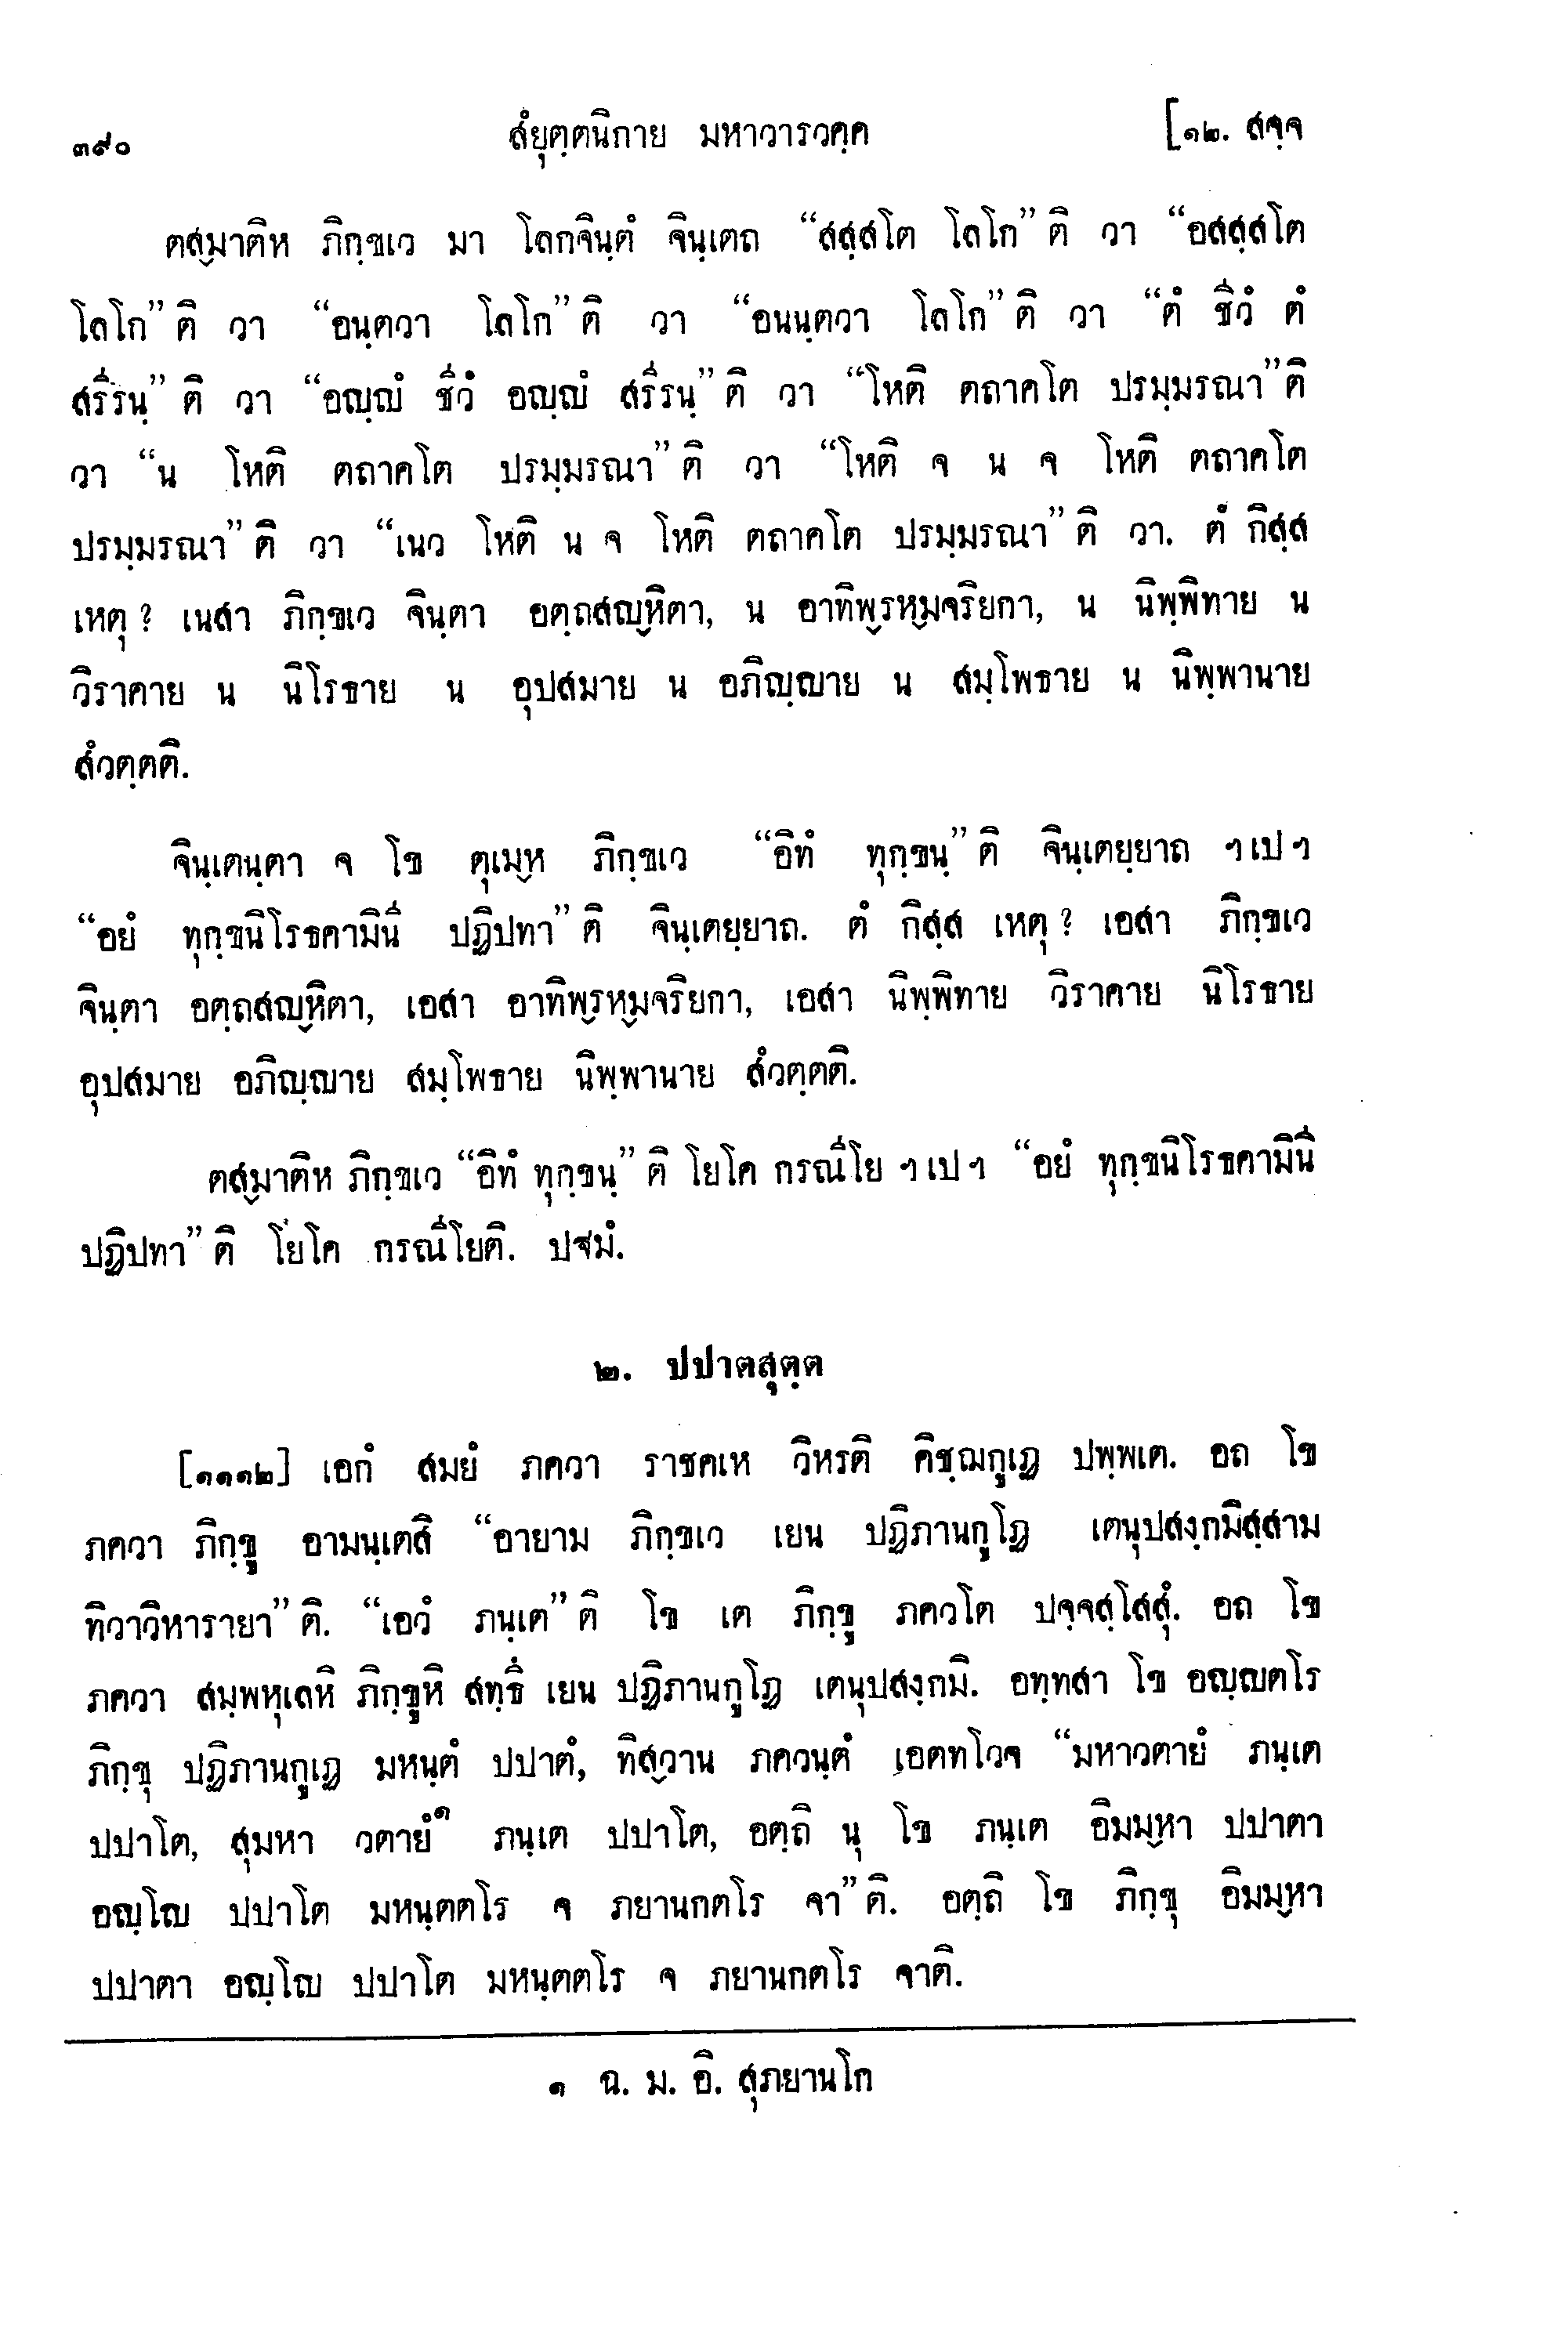 ๓๙๐ สํยุตฺตนิกาย มหาวารวคฺค [๑๒. สจฺจ
ตสฺมาติห ภิกฺขเว มา โลกจินฺตํ จินฺเตถ “สสฺสโต โลโก” ติ วา “อสสฺสโต
โลโก” ติ วา “อนฺตวา โลโก” ติ วา “อนนฺตวา โลโก” ติ วา “ตํ ชีวํ ตํ
สรีรนฺ” ติ วา “อญฺญํ ชีวํ อญฺญํ สรีรนฺ” ติ วา “โหติ ตถาคโต ปรมฺมรณา” ติ
วา “น โหติ ตถาคโต ปรมฺมรณา” ติ วา “โหติ จ น จ โหติ ตถาคโต
ปรมฺมรณา” ติ วา “เนว โหติ น จ โหติ ตถาคโต ปรมฺมรณา” ติ วา. ตํ กิสฺส
เหตุ ? เนสา ภิกฺขเว จินฺตา อตฺถสญฺหิตา, น อาทิพฺรหฺมจริยกา, น นิพฺพิทาย น
วิราคาย น นิโรธาย น อุปสมาย น อภิญฺญาย น สมฺโพธาย น นิพฺพานาย
สํวตฺตติ.
จินฺเตนฺตา จ โข ตุเมฺห ภิกฺขเว “อิทํ ทุกฺขนฺ” ติ จินฺเตยฺยาถ ฯเปฯ
“อยํ ทุกฺขนิโรธคามินี ปฏิปทา” ติ จินฺเตยฺยาถ. ตํ กิสฺส เหตุ ? เอสา ภิกฺขเว
จินฺตา อตฺถสญฺหิตา, เอสา อาทิพฺรหฺมจริยกา, เอสา นิพฺพิทาย วิราคาย นิโรธาย
อุปสมาย อภิญฺญาย สมฺโพธาย นิพฺพานาย สํวตฺตติ.
ตสฺมาติห ภิกฺขเว “อิทํ ทุกฺขนฺ” ติ โยโค กรณีโย ฯเปฯ “อยํ ทุกฺขนิโรธคามินี
ปฏิปทา” ติ โยโค กรณีโยติ. ปฐมํ.
๒. ปปาตสุตฺต
[๑๑๑๒] เอกํ สมยํ ภควา ราชคเห วิหรติ คิชฺฌกูเฏ ปพฺพเต. อถ โข
ภควา ภิกฺขู อามนฺเตสิ “อายาม ภิกฺขเว เยน ปฏิภานกูโฏ เตนุปสงฺกมิสฺสาม
ทิวาวิหารายา” ติ. “เอวํ ภนฺเต” ติ โข เต ภิกฺขู ภควโต ปจฺจสฺโสสุํ. อถ โข
ภควา สมฺพหุเลหิ ภิกฺขูหิ สทฺธึ เยน ปฏิภานกูโฏ เตนุปสงฺกมิ. อทฺทสา โข อญฺญตโร
ภิกฺขุ ปฏิภานกูเฏ มหนฺตํ ปปาตํ, ทิสฺวาน ภควนฺตํ เอตทโวจ “มหาวตายํ ภนฺเต
ปปาโต, สุมหา วตายํ๑ ภนฺเต ปปาโต, อตฺถิ นุ โข ภนฺเต อิมมฺหา ปปาตา
อญฺโญ ปปาโต มหนฺตตโร จ ภยานกตโร จา” ติ. อตฺถิ โข ภิกฺขุ อิมมฺหา
ปปาตา อญฺโญ ปปาโต มหนฺตตโร จ ภยานกตโร จาติ.
๑ ฉ. ม. อิ. สุภยานโก